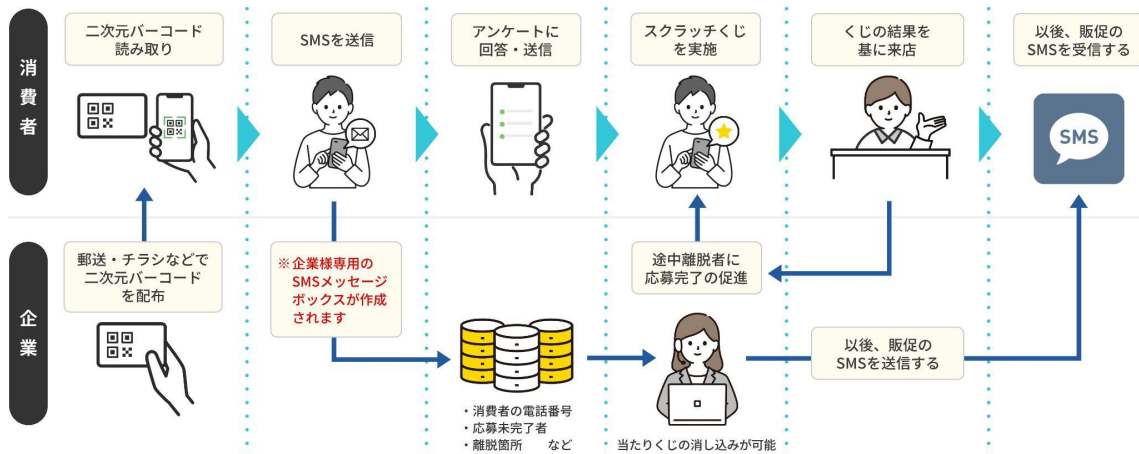 消費者
二次元バーコード
読み取り
SMSを送信
アンケートに
回答・送信
スクラッチくじ
を実施
くじの結果を
基に来店
以後、販促の
SMSを受信する
SMS
企業
郵送・チラシなどで
二次元バーコード
を配布
※企業様専用の
SMSメッセージ
ボックスが作成
されます
・消費者の電話番号
・応募未完了者
・離脱箇所　など
途中離脱者に
応募完了の促進
当たりくじの消し込みが可能
以後、販促の
SMSを送信する